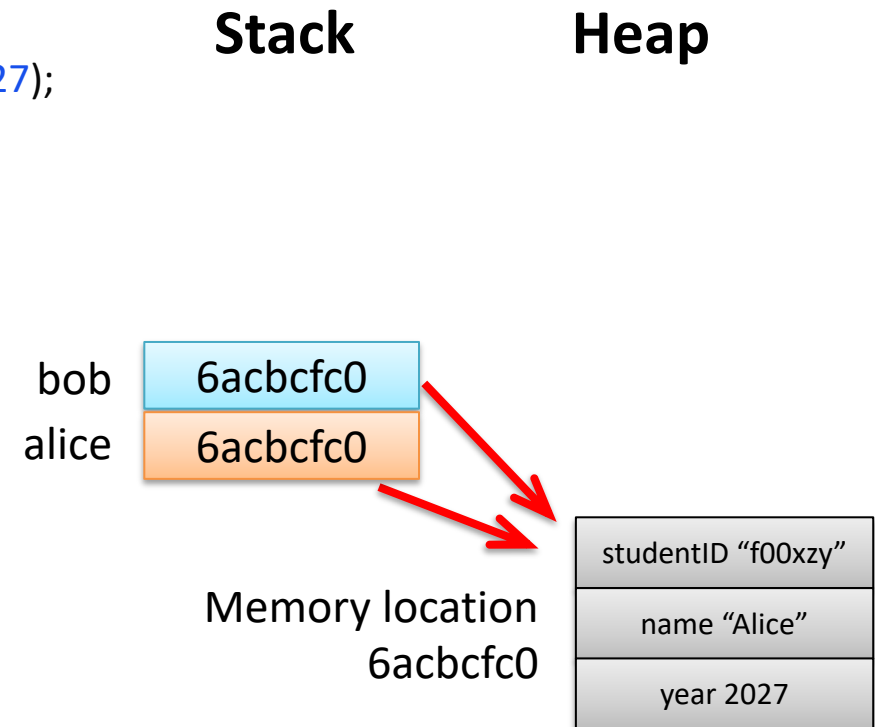 Stack Heap
27);
bob 6acbcfc0
alice 6acbcfc0
studentID “f00xzy”
Memory location
6acbcfc0
name “Alice”
year 2027